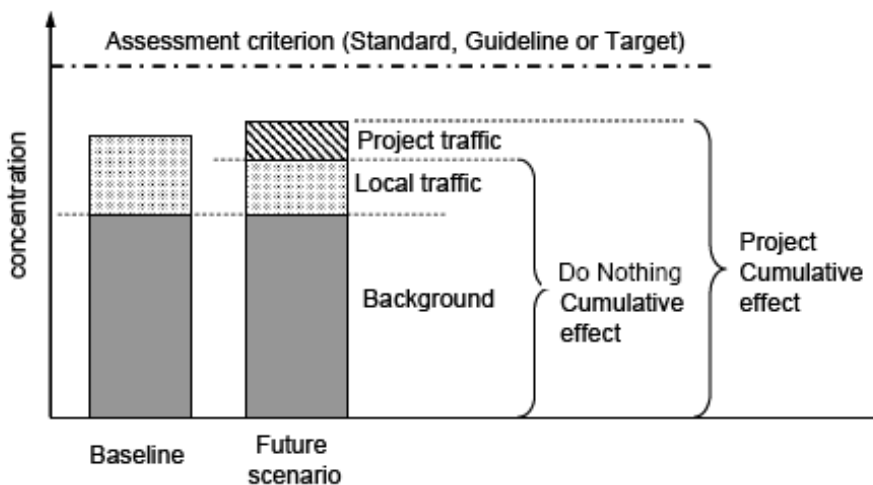 Assessment criterion (Standard, Guideline or Target)
concentration
Project traffic
Local traffic
Background
Do Nothing
Cumulative
effect
Project
Cumulative
effect
Baseline
Future
scenario